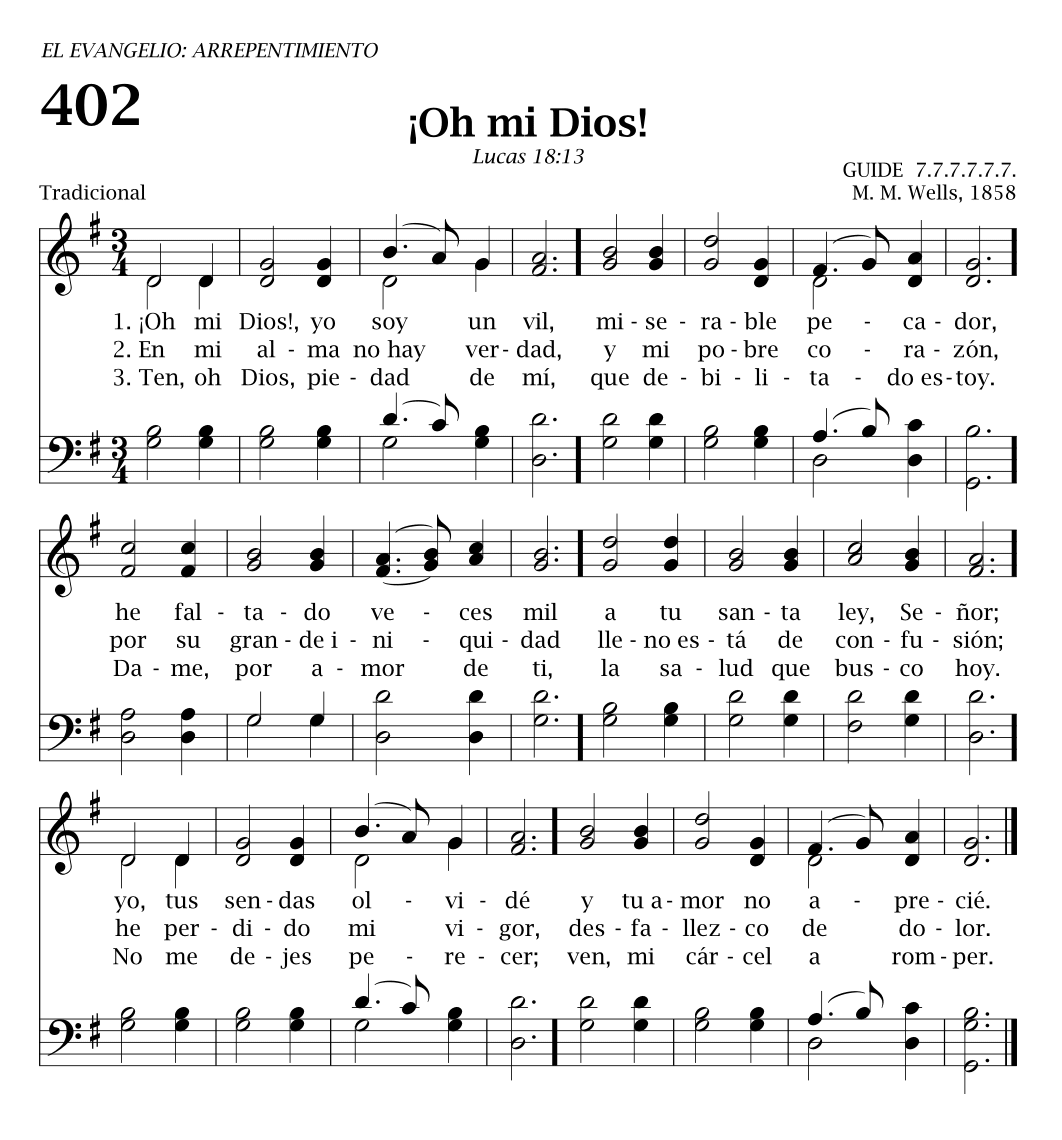 EL EVANGELIO: ARREPENTIMIENTO
402
¡Oh mi Dios!
Lucas 18:13
GUIDE 7.7.7.7.7.7.
Tradicional
M. M. Wells, 1858
1. ¡Oh mi Dios!, yo soy un vil, mi - se - ra - ble pe - ca - dor,
2. En mi al - ma no hay ver - dad, y mi po - bre co - ra - zón,
3. Ten, oh Dios, pie - dad de mí, que de - bi - li - ta - do es - toy.
he fal - ta - do ve - ces mil a tu san - ta ley, Se - ñor;
por su gran - de i - ni - qui - dad lle - no es - tá de con - fu - sión;
Da - me, por a - mor de ti, la sa - lud que bus - co hoy.
yo, tus sen - das ol - vi - dé y tu a - mor no a - pre - cié.
he per - di - do mi vi - gor, des - fa - llez - co de do - lor.
No me de - jes pe - re - cer; ven, mi cár - cel a rom - per.